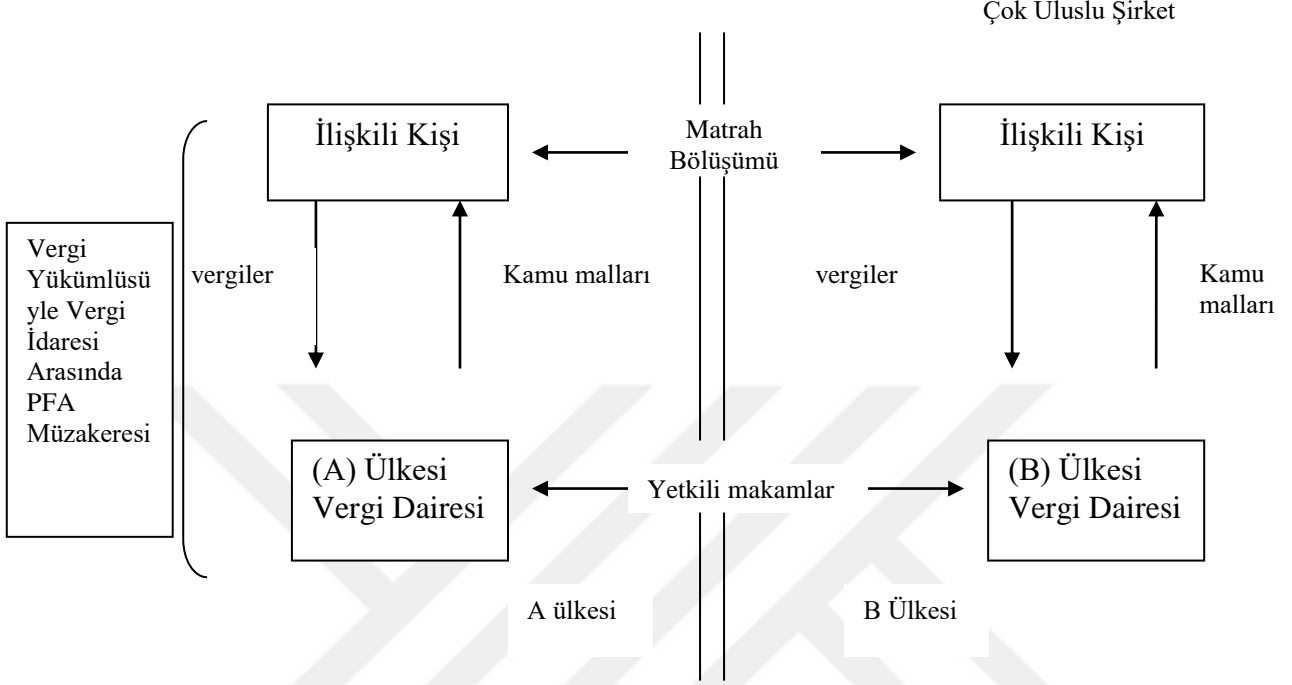 Çok Uluslu Şirket
İlişkili Kişi
Matrah
Bölüşümü
İlişkili Kişi
Vergi
Yükümlüsü
yle Vergi
İdaresi
Arasında
PFA
Müzakeresi
vergiler
Kamu malları
vergiler
Kamu
malları
(A) Ülkesi
Vergi Dairesi
Yetkili makamlar
(B) Ülkesi
Vergi Dairesi
A ülkesi
B Ülkesi